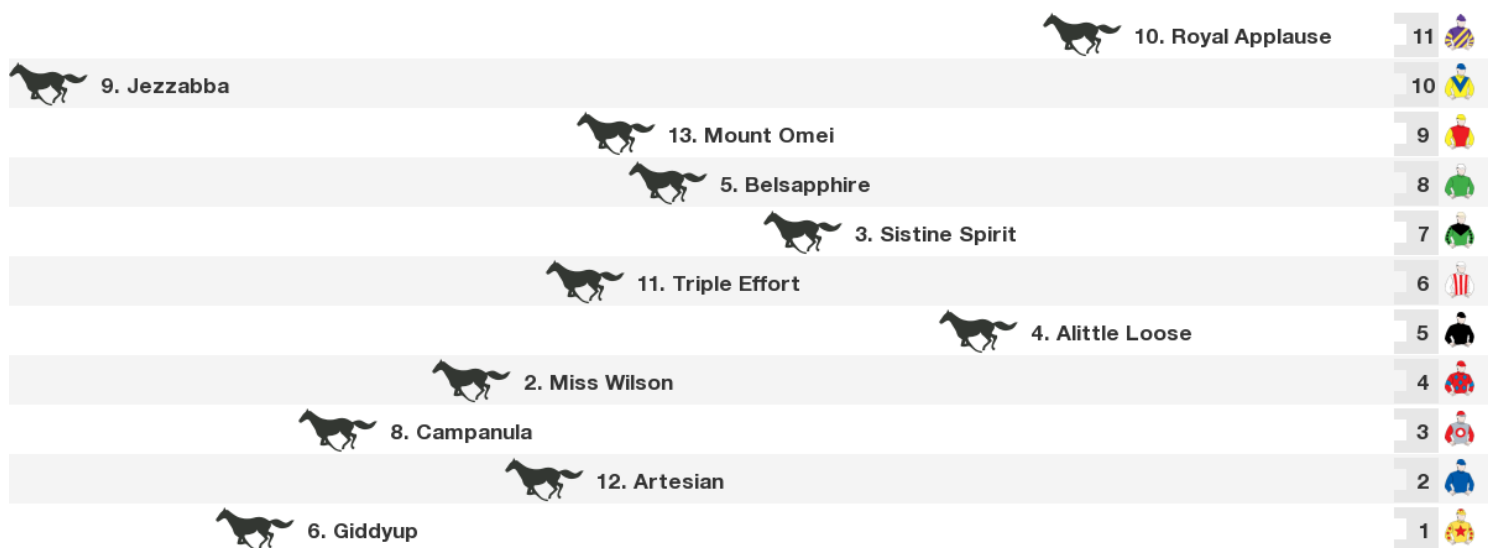 10. Royal Applause 11
9. Jezzabba 10
13. Mount Omei 9
5. Belsapphire 8
3. Sistine Spirit 7
11. Triple Effort 6
4. Alittle Loose 5
2. Miss Wilson 4
8. Campanula 3
12. Artesian 2
6. Giddyup 1